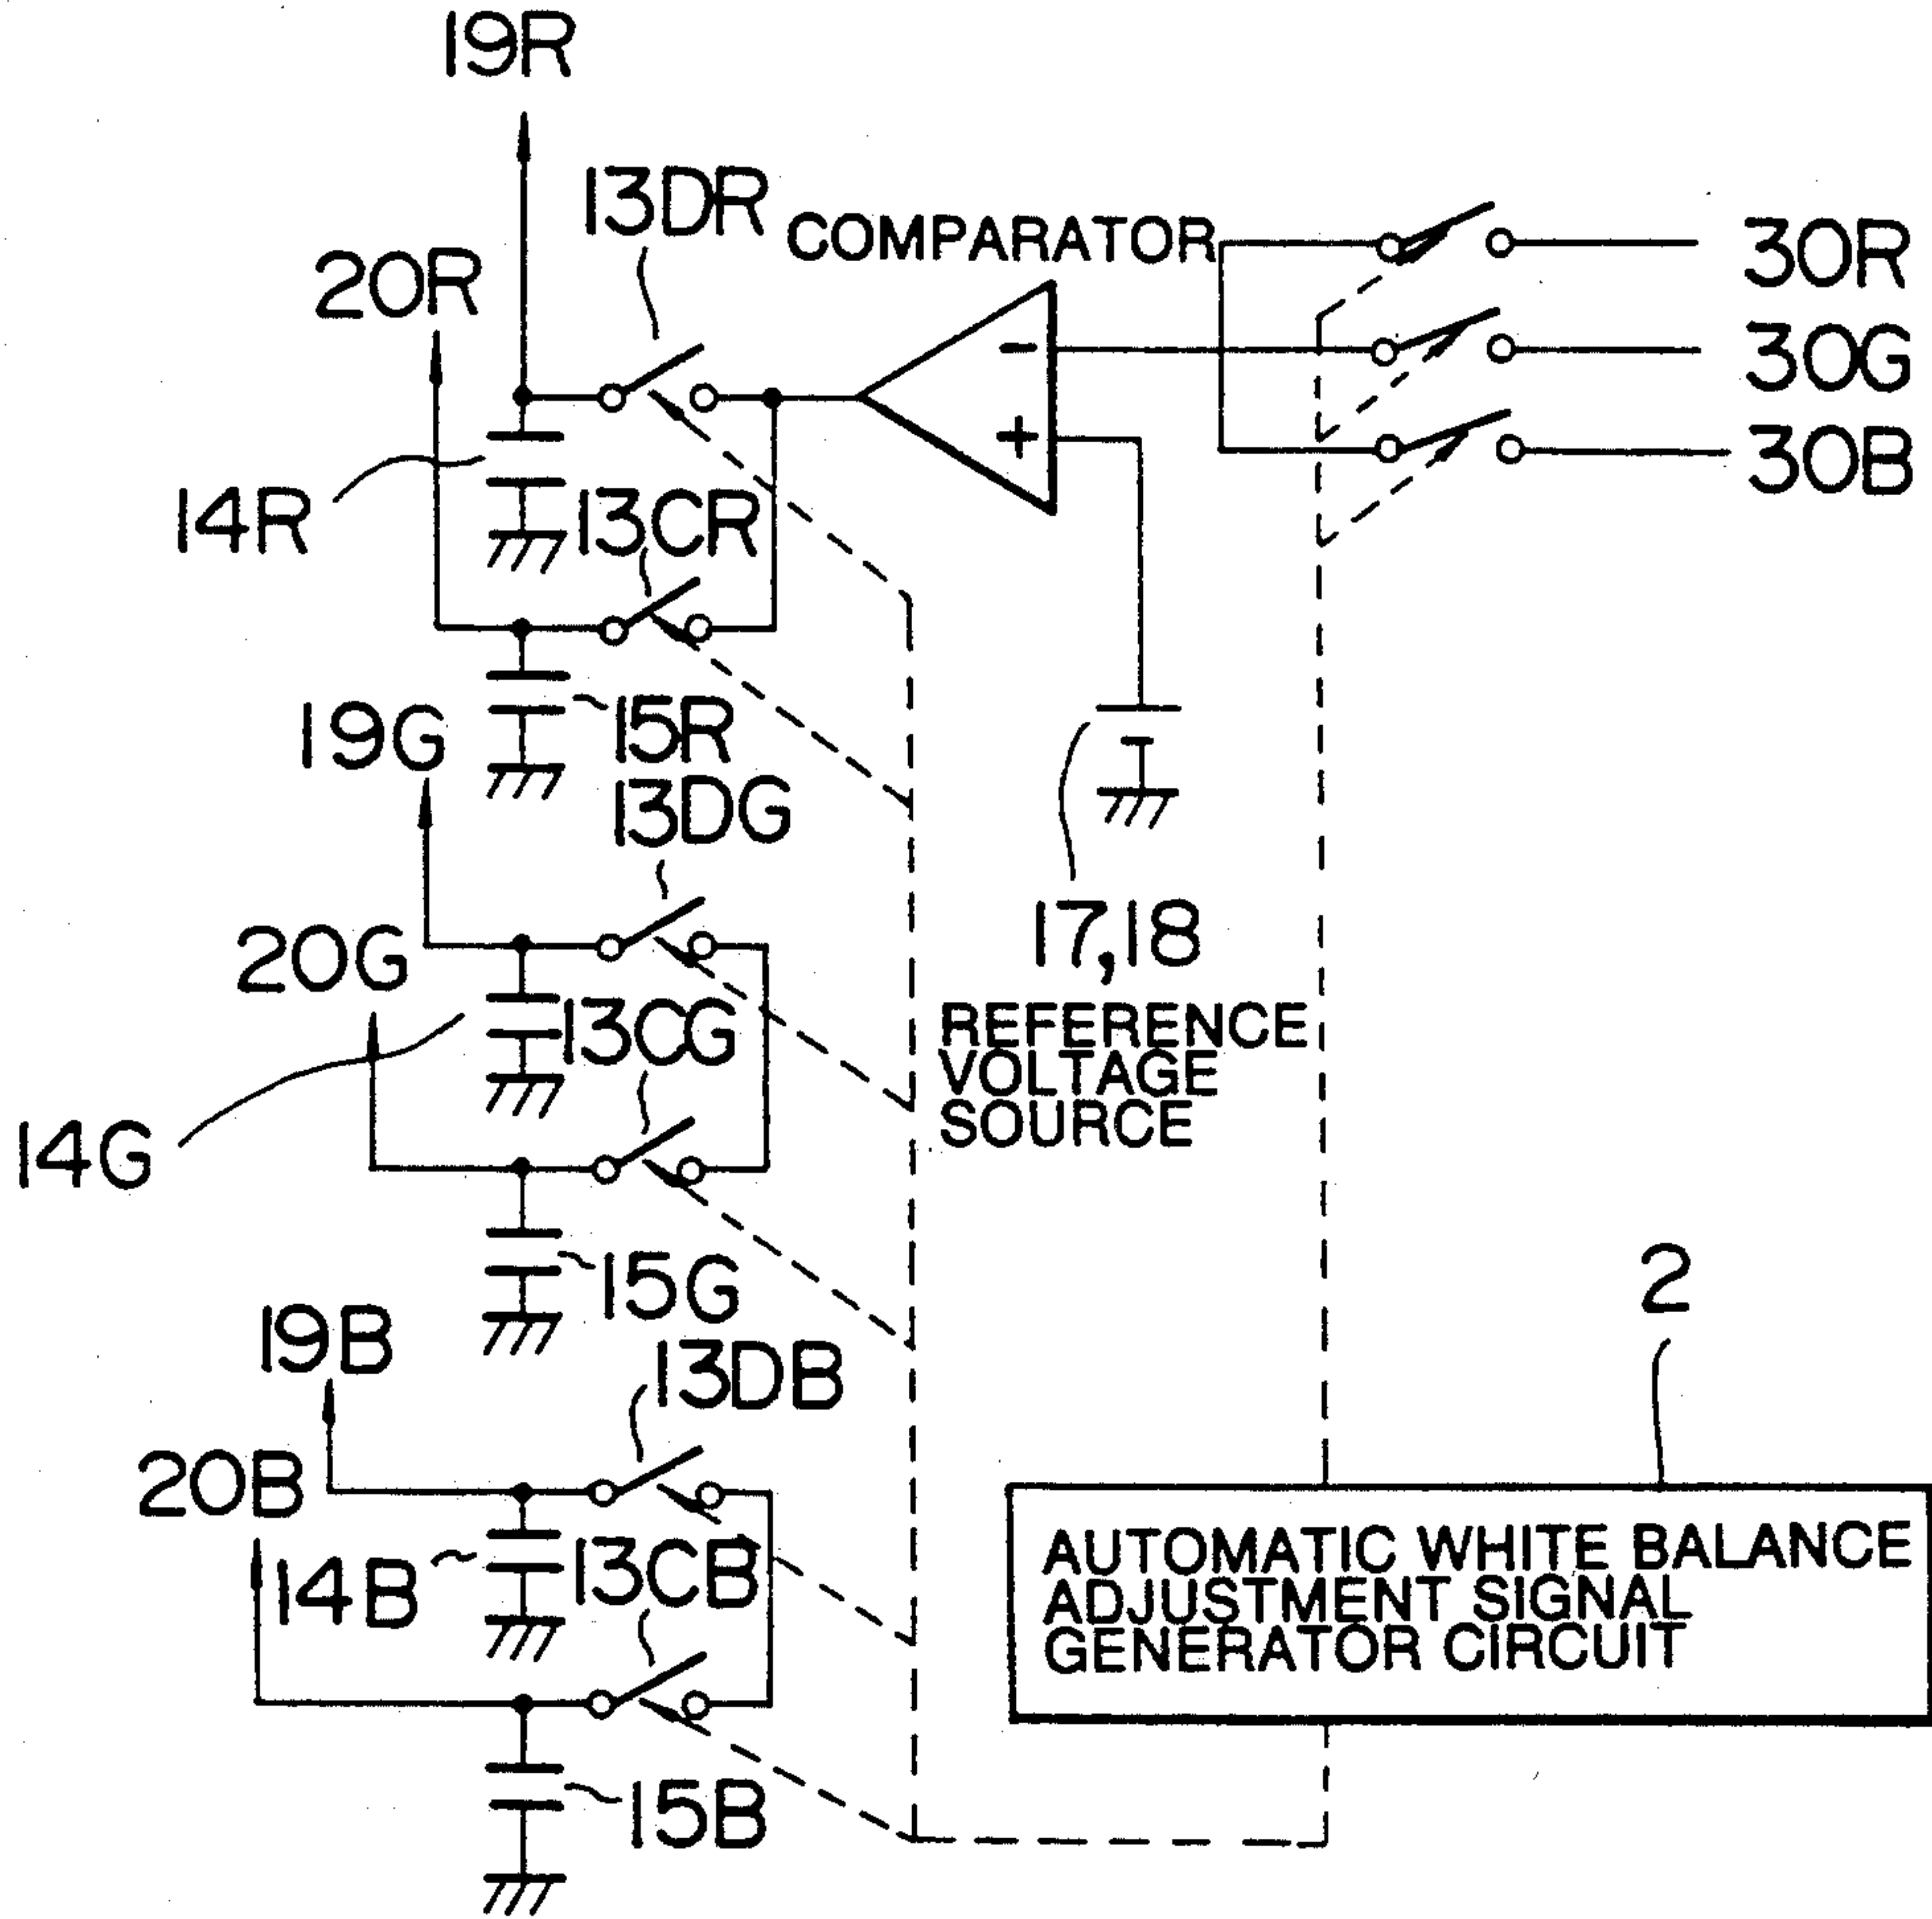 19R
13DR
COMPARATOR
20R
30R
30G
30B
-
+
14R
13CR
15R
19G
13DG
17,18
REFERENCE
VOLTAGE
SOURCE
20G
13CG
14G
15G
2
19B
13DB
20B
14B
13CB
AUTOMATIC WHITE BALANCE
ADJUSTMENT SIGNAL
GENERATOR CIRCUIT
15B